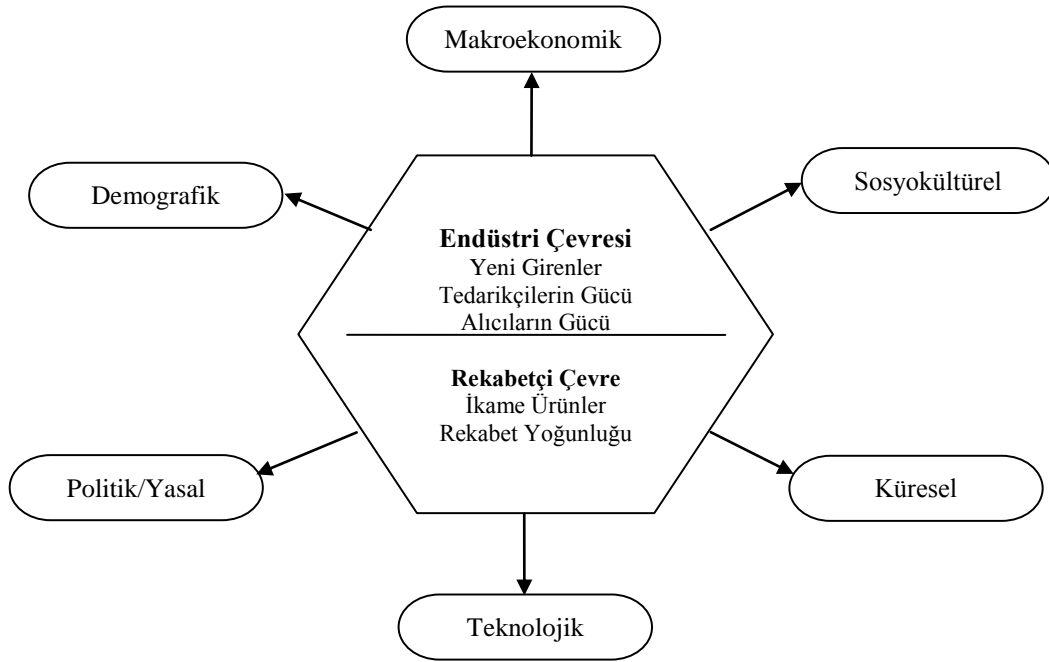 Makroekonomik
Demografik
Sosyokültürel
Endüstri Çevresi
Yeni Girenler
Tedarikçilerin Gücü
Alıcıların Gücü
Rekabetçi Çevre
İkame Ürünler
Rekabet Yoğunluğu
Politik/Yasal
Küresel
Teknolojik